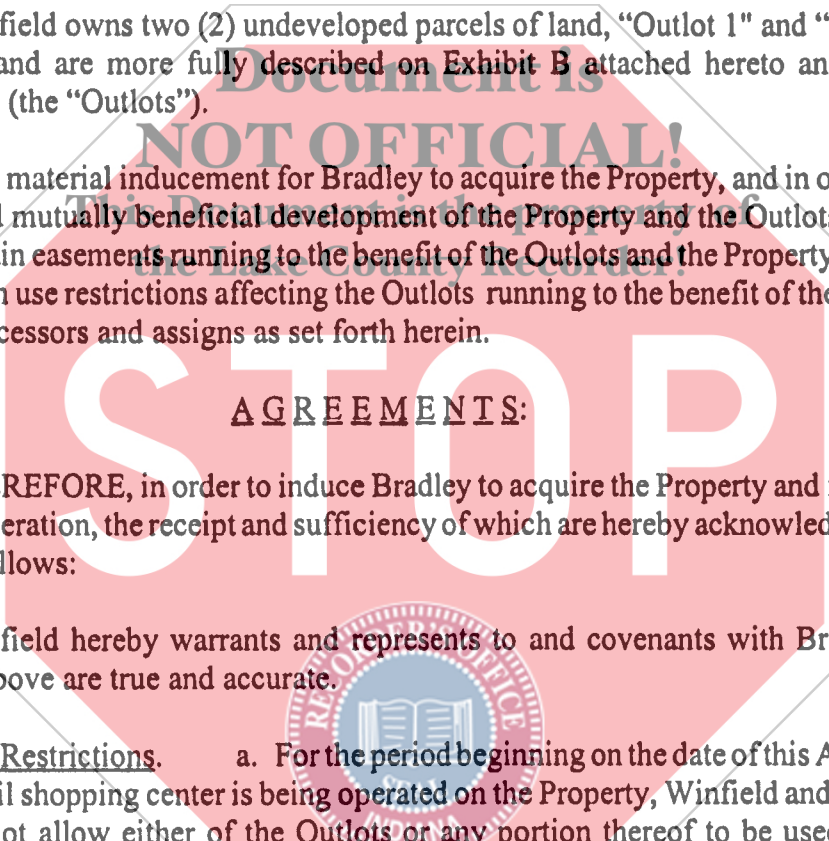 field owns two (2) undeveloped parcels of land, “Outlot 1" and “
and are more fully described on Exhibit B attached hereto an
Document is
(the “Outlots”).
NOT OFFICIAL!
material inducement for Bradley to acquire the Property, and in o
This Document is the property of
mutually beneficial development of the Property and the Outlot
in easements running to the benefit of the Outlots and the Property
the Lake County Recorder!
use restrictions affecting the Outlots running to the benefit of the
cessors and assigns as set forth herein.
STOP
AGREEMENTS:
REFORE, in order to induce Bradley to acquire the Property and
eration, the receipt and sufficiency of which are hereby acknowled
llows:
field hereby warrants and represents to and covenants with Br
bove are true and accurate.
RECORDER'S OFFICE
Restrictions. a. For the period beginning on the date of this A
SEAL
il shopping center is being operated on the Property, Winfield and
INDIANA
ot allow either of the Outlots or any portion thereof to be used